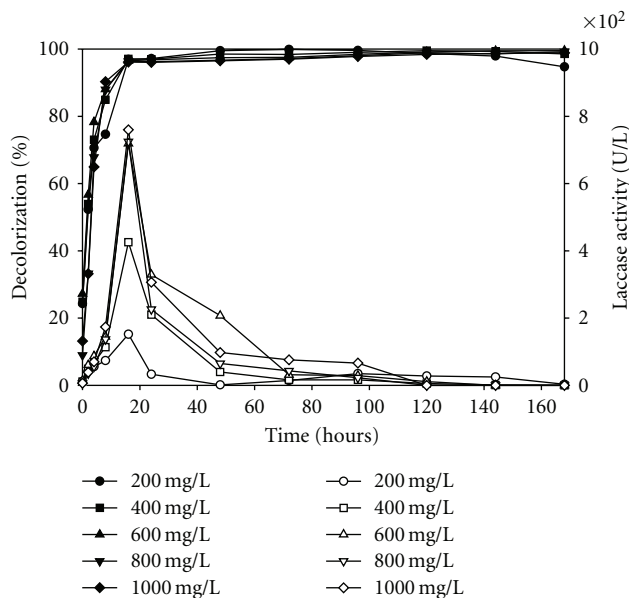 ×10²
100 10
80 8
60 6
40 4
20 2
0 0
Decolorization (%)
Laccase activity (U/L)
0 20 40 60 80 100 120 140 160
Time (hours)
200 mg/L 200 mg/L
400 mg/L 400 mg/L
600 mg/L 600 mg/L
800 mg/L 800 mg/L
1000 mg/L 1000 mg/L